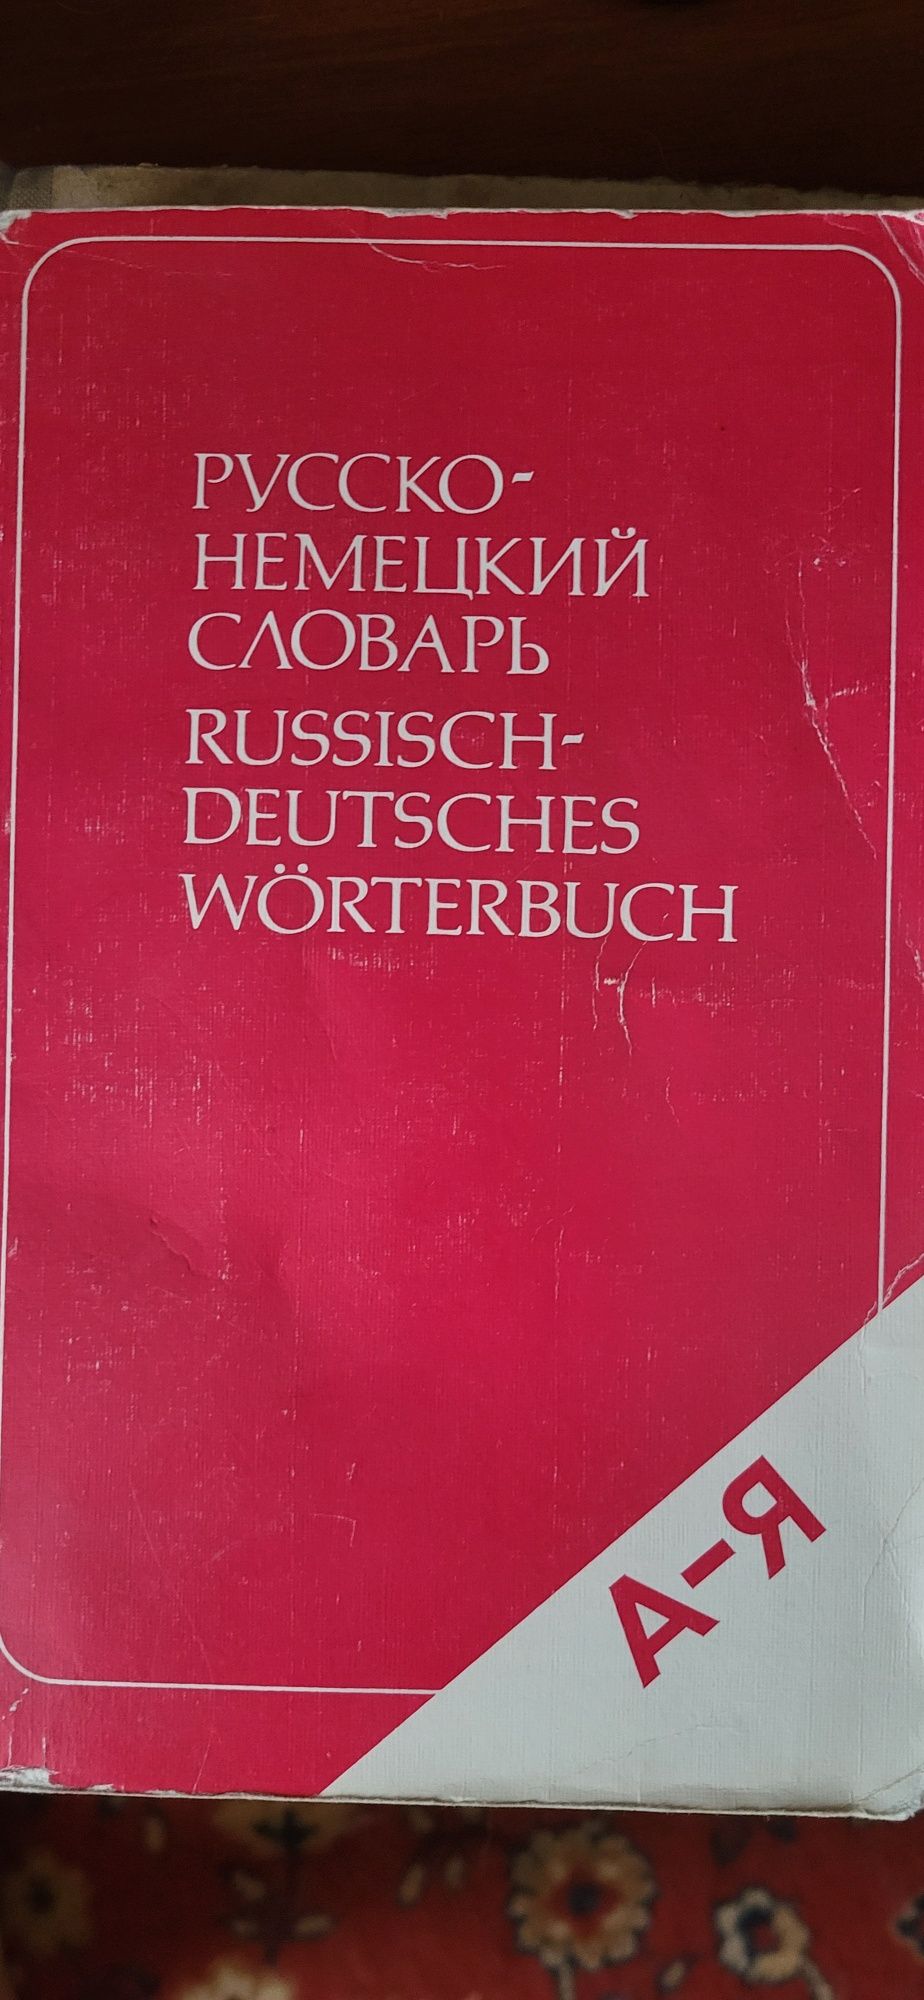 РУССКО-
НЕМЕЦКИЙ
СЛОВАРЬ
RUSSISCH-
DEUTSCHES
WÖRTERBUCH
А-Я